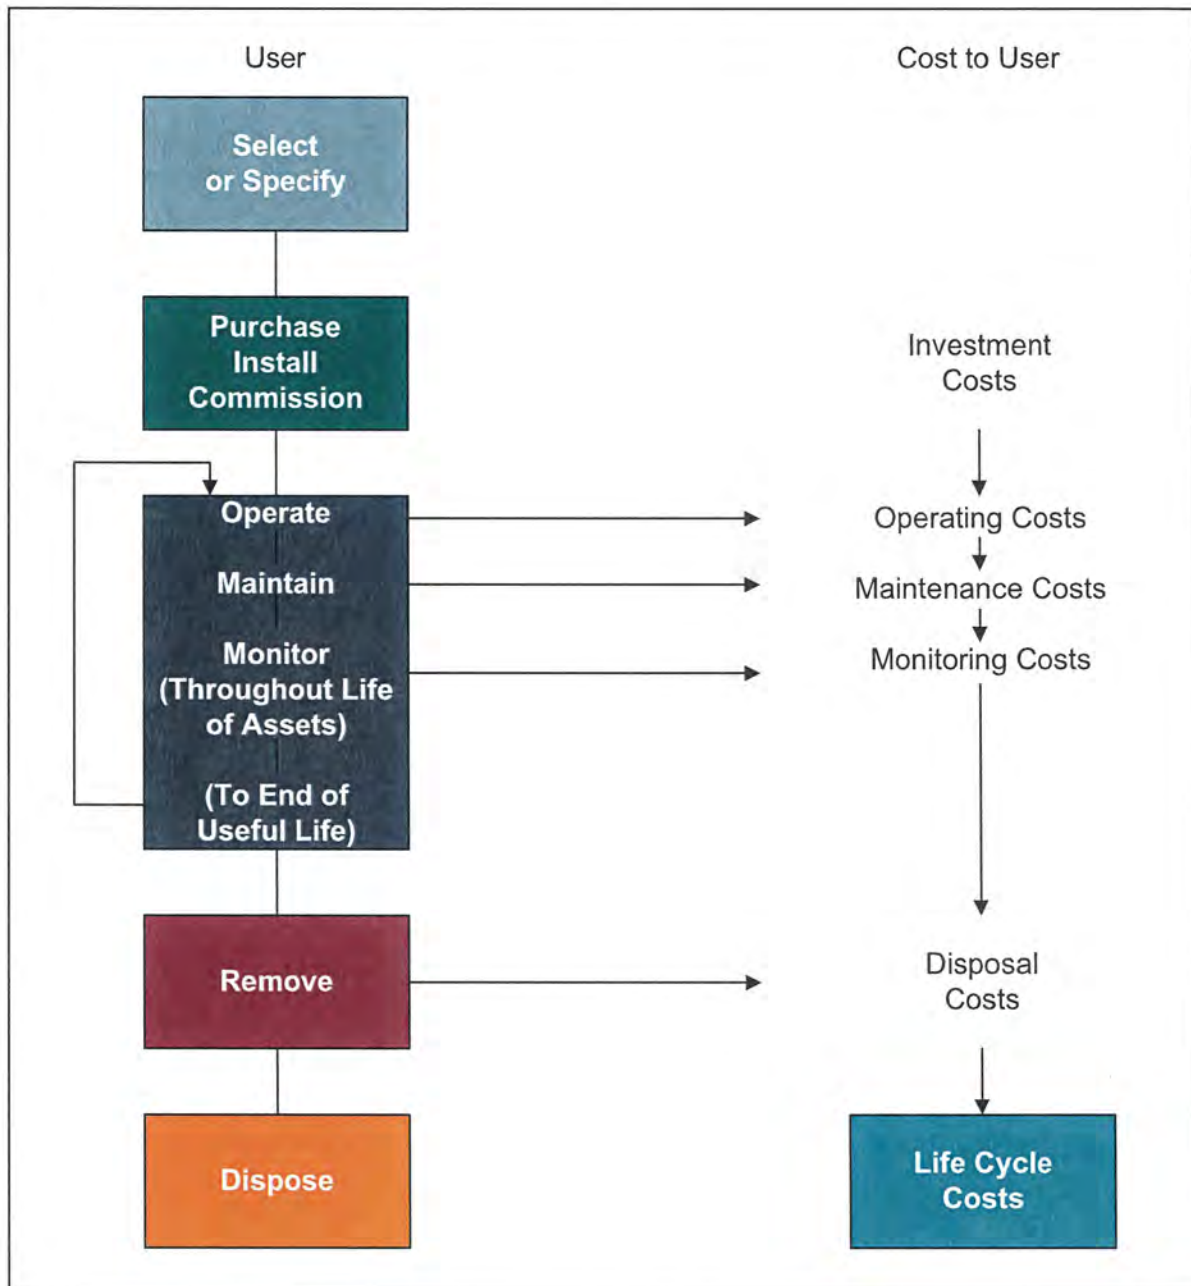 User
Cost to User
Select
or Specify
Purchase
Install
Commission
Investment
Costs
Operate
Operating Costs
Maintain
Maintenance Costs
Monitor
(Throughout Life
of Assets)
Monitoring Costs
(To End of
Useful Life)
Remove
Disposal
Costs
Dispose
Life Cycle
Costs